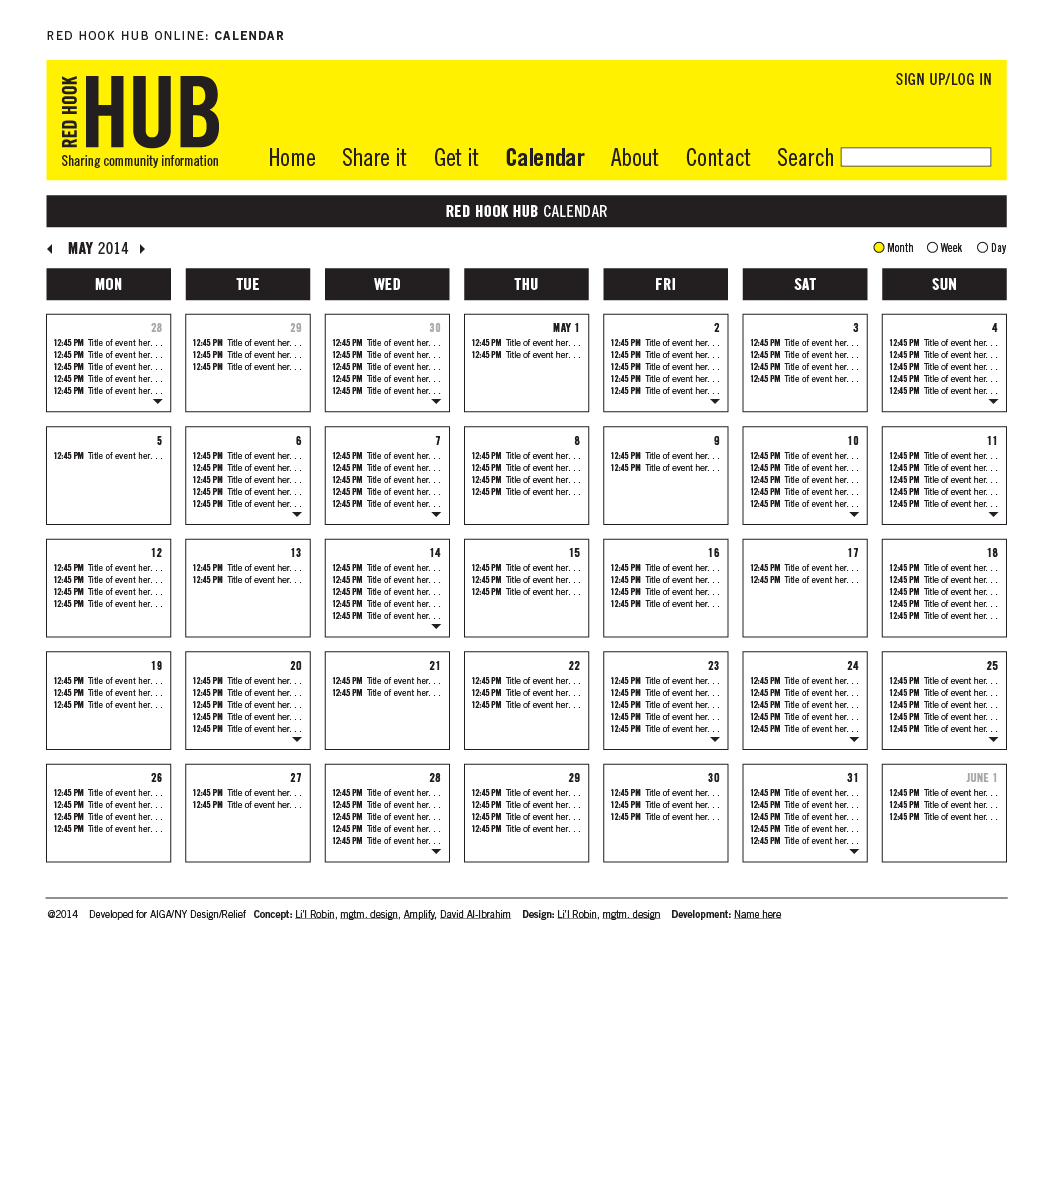 RED HOOK HUB ONLINE: CALENDAR
SIGN UP/LOG IN
RED HOOK
HUB
Sharing community information
Home Share it Get it Calendar About Contact Search
RED HOOK HUB CALENDAR
MAY 2014
Month Week Day
MON TUE WED THU FRI SAT SUN
28
12:45 PM Title of event her. . .
12:45 PM Title of event her. . .
12:45 PM Title of event her. . .
12:45 PM Title of event her. . .
12:45 PM Title of event her. . .
29
12:45 PM Title of event her. . .
12:45 PM Title of event her. . .
12:45 PM Title of event her. . .
30
12:45 PM Title of event her. . .
12:45 PM Title of event her. . .
12:45 PM Title of event her. . .
12:45 PM Title of event her. . .
12:45 PM Title of event her. . .
MAY 1
12:45 PM Title of event her. . .
12:45 PM Title of event her. . .
2
12:45 PM Title of event her. . .
12:45 PM Title of event her. . .
12:45 PM Title of event her. . .
12:45 PM Title of event her. . .
12:45 PM Title of event her. . .
3
12:45 PM Title of event her. . .
12:45 PM Title of event her. . .
12:45 PM Title of event her. . .
12:45 PM Title of event her. . .
4
12:45 PM Title of event her. . .
12:45 PM Title of event her. . .
12:45 PM Title of event her. . .
12:45 PM Title of event her. . .
12:45 PM Title of event her. . .
5
12:45 PM Title of event her. . .
6
12:45 PM Title of event her. . .
12:45 PM Title of event her. . .
12:45 PM Title of event her. . .
12:45 PM Title of event her. . .
12:45 PM Title of event her. . .
7
12:45 PM Title of event her. . .
12:45 PM Title of event her. . .
12:45 PM Title of event her. . .
12:45 PM Title of event her. . .
12:45 PM Title of event her. . .
8
12:45 PM Title of event her. . .
12:45 PM Title of event her. . .
12:45 PM Title of event her. . .
12:45 PM Title of event her. . .
9
12:45 PM Title of event her. . .
12:45 PM Title of event her. . .
10
12:45 PM Title of event her. . .
12:45 PM Title of event her. . .
12:45 PM Title of event her. . .
12:45 PM Title of event her. . .
12:45 PM Title of event her. . .
11
12:45 PM Title of event her. . .
12:45 PM Title of event her. . .
12:45 PM Title of event her. . .
12:45 PM Title of event her. . .
12:45 PM Title of event her. . .
12
12:45 PM Title of event her. . .
12:45 PM Title of event her. . .
12:45 PM Title of event her. . .
12:45 PM Title of event her. . .
13
12:45 PM Title of event her. . .
12:45 PM Title of event her. . .
14
12:45 PM Title of event her. . .
12:45 PM Title of event her. . .
12:45 PM Title of event her. . .
12:45 PM Title of event her. . .
12:45 PM Title of event her. . .
15
12:45 PM Title of event her. . .
12:45 PM Title of event her. . .
12:45 PM Title of event her. . .
16
12:45 PM Title of event her. . .
12:45 PM Title of event her. . .
12:45 PM Title of event her. . .
12:45 PM Title of event her. . .
17
12:45 PM Title of event her. . .
12:45 PM Title of event her. . .
18
12:45 PM Title of event her. . .
12:45 PM Title of event her. . .
12:45 PM Title of event her. . .
12:45 PM Title of event her. . .
12:45 PM Title of event her. . .
19
12:45 PM Title of event her. . .
12:45 PM Title of event her. . .
12:45 PM Title of event her. . .
20
12:45 PM Title of event her. . .
12:45 PM Title of event her. . .
12:45 PM Title of event her. . .
12:45 PM Title of event her. . .
12:45 PM Title of event her. . .
21
12:45 PM Title of event her. . .
12:45 PM Title of event her. . .
22
12:45 PM Title of event her. . .
12:45 PM Title of event her. . .
12:45 PM Title of event her. . .
23
12:45 PM Title of event her. . .
12:45 PM Title of event her. . .
12:45 PM Title of event her. . .
12:45 PM Title of event her. . .
12:45 PM Title of event her. . .
24
12:45 PM Title of event her. . .
12:45 PM Title of event her. . .
12:45 PM Title of event her. . .
12:45 PM Title of event her. . .
12:45 PM Title of event her. . .
25
12:45 PM Title of event her. . .
12:45 PM Title of event her. . .
12:45 PM Title of event her. . .
12:45 PM Title of event her. . .
12:45 PM Title of event her. . .
26
12:45 PM Title of event her. . .
12:45 PM Title of event her. . .
12:45 PM Title of event her. . .
12:45 PM Title of event her. . .
27
12:45 PM Title of event her. . .
12:45 PM Title of event her. . .
28
12:45 PM Title of event her. . .
12:45 PM Title of event her. . .
12:45 PM Title of event her. . .
12:45 PM Title of event her. . .
12:45 PM Title of event her. . .
29
12:45 PM Title of event her. . .
12:45 PM Title of event her. . .
12:45 PM Title of event her. . .
12:45 PM Title of event her. . .
30
12:45 PM Title of event her. . .
12:45 PM Title of event her. . .
12:45 PM Title of event her. . .
31
12:45 PM Title of event her. . .
12:45 PM Title of event her. . .
12:45 PM Title of event her. . .
12:45 PM Title of event her. . .
12:45 PM Title of event her. . .
JUNE 1
12:45 PM Title of event her. . .
12:45 PM Title of event her. . .
12:45 PM Title of event her. . .
@2014 Developed for AIGA/NY Design/Relief Concept: Li'l Robin, mgtm. design, Amplify, David Al-Ibrahim Design: Li'l Robin, mgtm. design Development: Name here